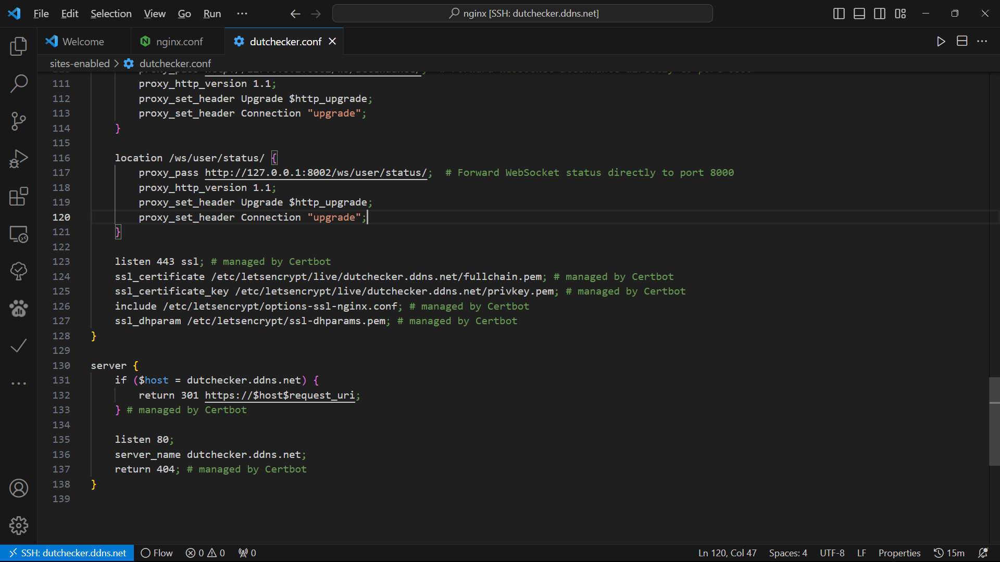 File Edit Selection View Go Run ··· nginx [SSH: dutchecker.ddns.net]
Welcome nginx.conf dutchecker.conf
sites-enabled > dutchecker.conf
111 proxy_http_version 1.1;
112 proxy_set_header Upgrade $http_upgrade;
113 proxy_set_header Connection "upgrade";
114 }
115
116 location /ws/user/status/ {
117 proxy_pass http://127.0.0.1:8002/ws/user/status/; # Forward WebSocket status directly to port 8000
118 proxy_http_version 1.1;
119 proxy_set_header Upgrade $http_upgrade;
120 proxy_set_header Connection "upgrade";
121 }
122
123 listen 443 ssl; # managed by Certbot
124 ssl_certificate /etc/letsencrypt/live/dutchecker.ddns.net/fullchain.pem; # managed by Certbot
125 ssl_certificate_key /etc/letsencrypt/live/dutchecker.ddns.net/privkey.pem; # managed by Certbot
126 include /etc/letsencrypt/options-ssl-nginx.conf; # managed by Certbot
127 ssl_dhparam /etc/letsencrypt/ssl-dhparams.pem; # managed by Certbot
128 }
129
130 server {
131 if ($host = dutchecker.ddns.net) {
132 return 301 https://$host$request_uri;
133 } # managed by Certbot
134
135 listen 80;
136 server_name dutchecker.ddns.net;
137 return 404; # managed by Certbot
138 }
139
SSH: dutchecker.ddns.net Flow 0 0 0 Ln 120, Col 47 Spaces: 4 UTF-8 LF Properties 15m